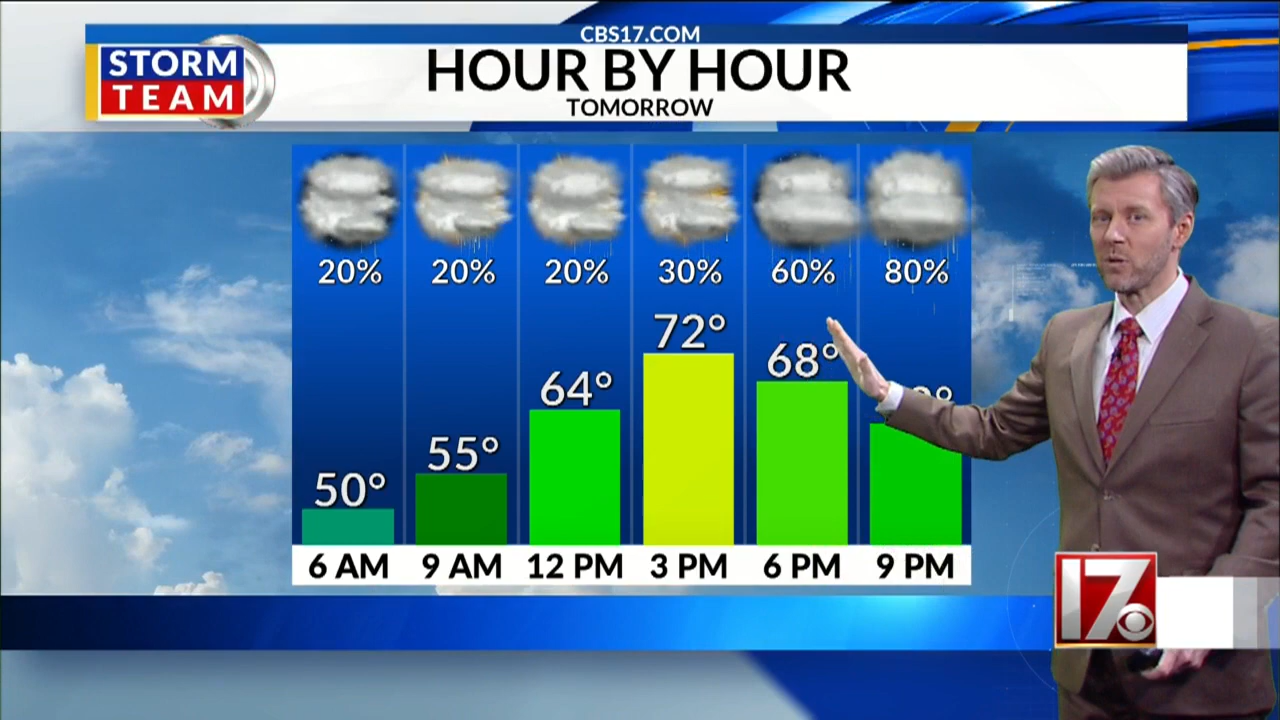 CBS17.COM
STORM
TEAM
HOUR BY HOUR
TOMORROW
20% 20% 20% 30% 60% 80%
50° 55° 64° 72° 68°
6 AM 9 AM 12 PM 3 PM 6 PM 9 PM
17